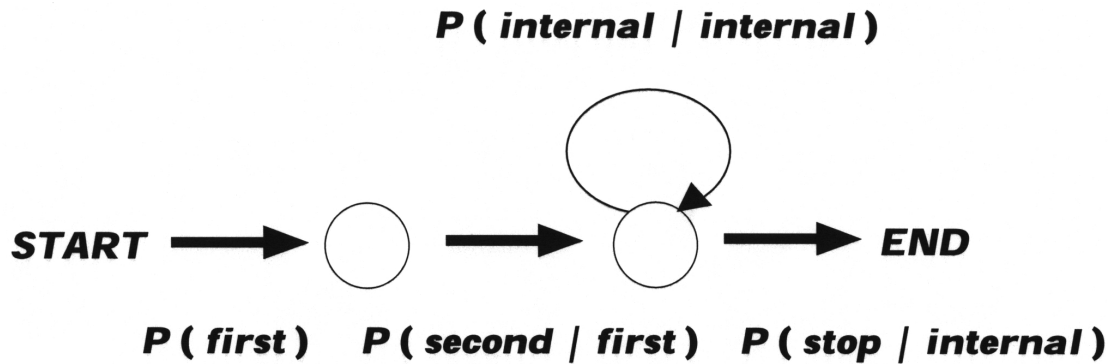 P ( internal / internal )
START END
P ( first ) P ( second / first ) P ( stop / internal )